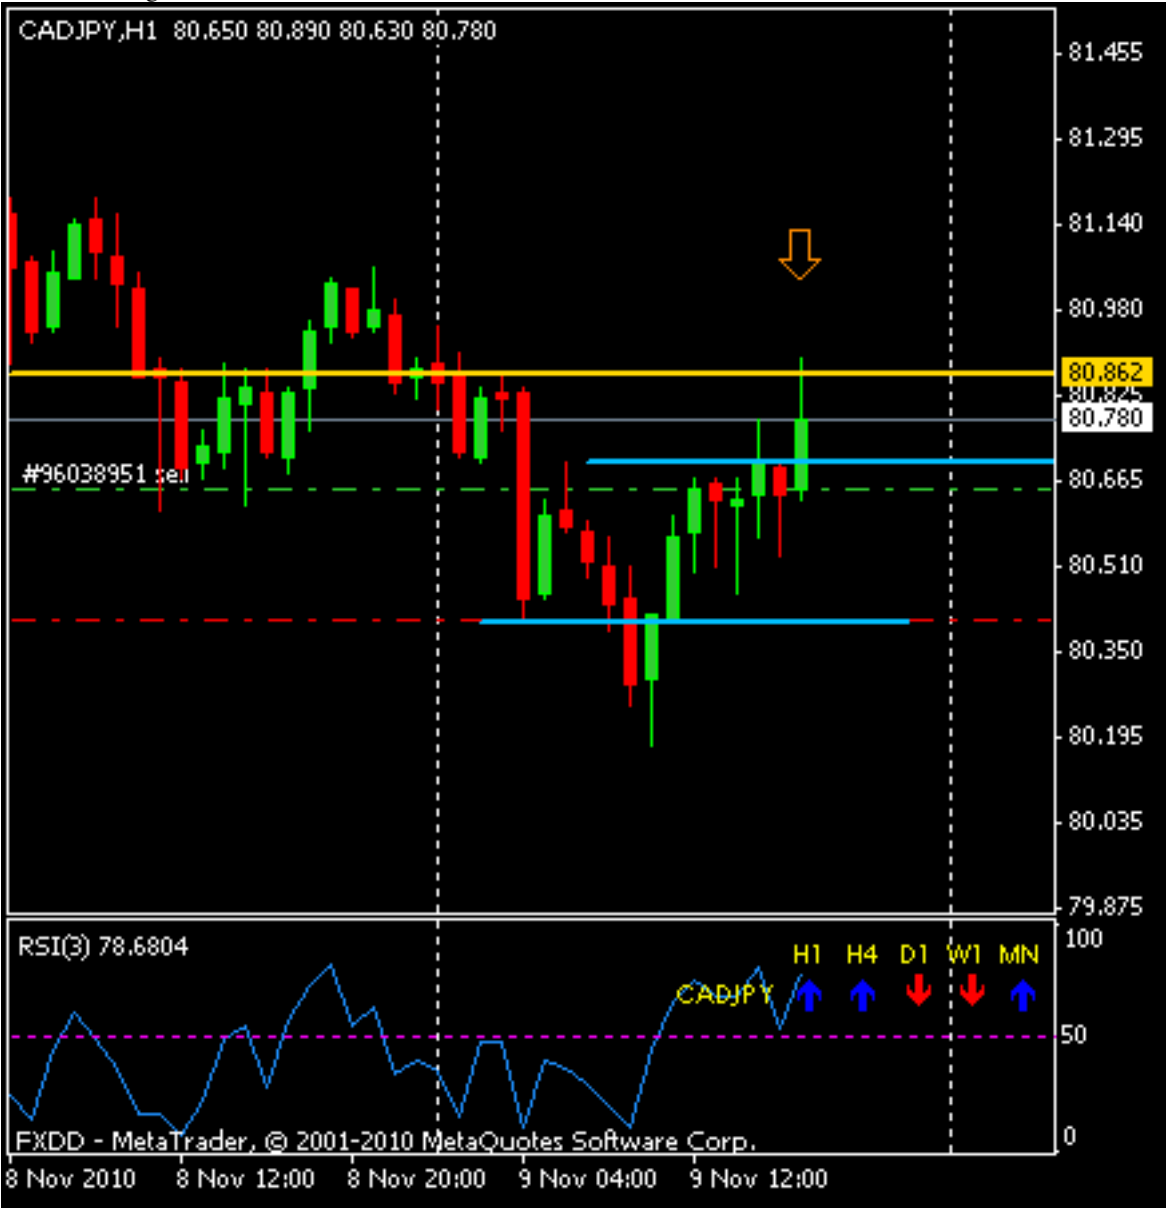 CADJPY,H1 80.650 80.890 80.630 80.780
81.455
81.295
81.140
80.980
80.862
80.825
80.780
#96038951 sell
80.665
80.510
80.350
80.195
80.035
79.875
RSI(3) 78.6804
100
H1 H4 D1 W1 MN
CADJPY
50
FXDD - MetaTrader, © 2001-2010 MetaQuotes Software Corp.
0
8 Nov 2010 8 Nov 12:00 8 Nov 20:00 9 Nov 04:00 9 Nov 12:00